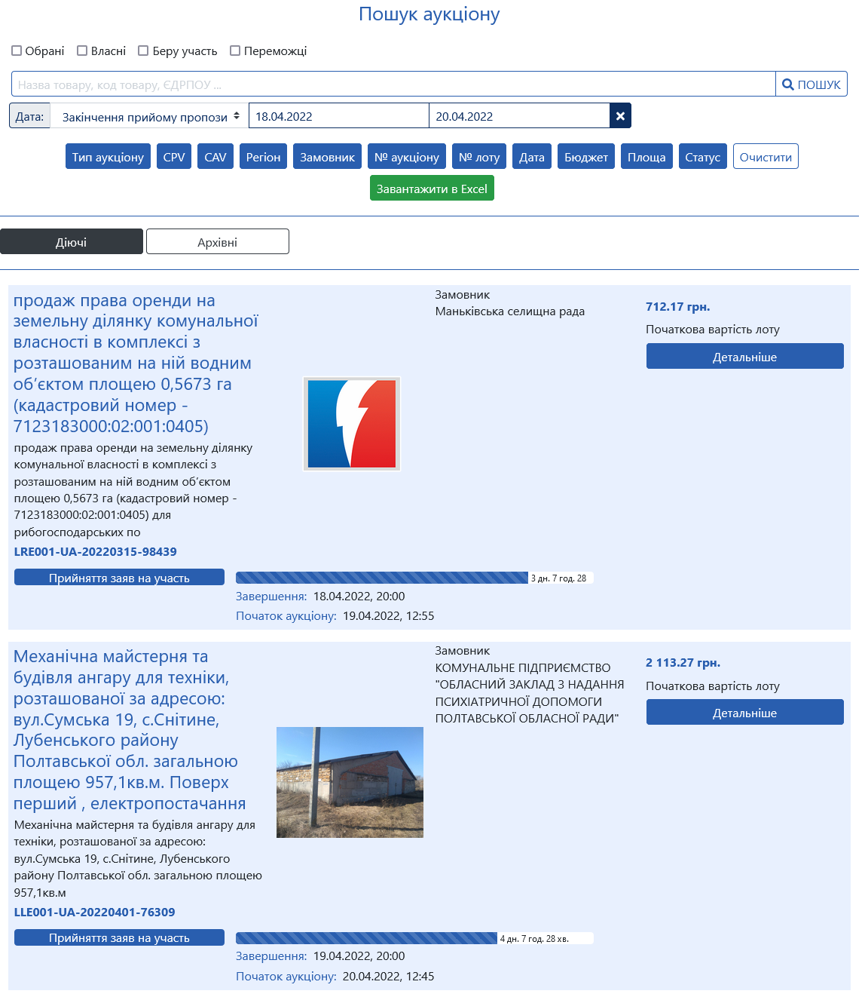 Пошук аукціону
Обрані Власні Беру участь Переможці
Назва товару, код товару, ЄДРПОУ ... ПОШУК
Дата: Закінчення прийому пропози 18.04.2022 20.04.2022
Тип аукціону CPV CAV Регіон Замовник № аукціону № лоту Дата Бюджет Площа Статус Очистити
Завантажити в Excel
Діючі Архівні
продаж права оренди на
земельну ділянку комунальної
власності в комплексі з
розташованим на ній водним
об’єктом площею 0,5673 га
(кадастровий номер -
7123183000:02:001:0405)
продаж права оренди на земельну ділянку
комунальної власності в комплексі з
розташованим на ній водним об’єктом
площею 0,5673 га (кадастровий номер -
7123183000:02:001:0405) для
рибогосподарських по
LRE001-UA-20220315-98439
Замовник
Маньківська селищна рада
712.17 грн.
Початкова вартість лоту
Детальніше
Прийняття заяв на участь
3 дн. 7 год. 28
Завершення: 18.04.2022, 20:00
Початок аукціону: 19.04.2022, 12:55
Механічна майстерня та
будівля ангару для техніки,
розташованої за адресою:
вул.Сумська 19, с.Снітине,
Лубенського району
Полтавської обл. загальною
площею 957,1кв.м. Поверх
перший , електропостачання
Механічна майстерня та будівля ангару для
техніки, розташованої за адресою:
вул.Сумська 19, с.Снітине, Лубенського
району Полтавської обл. загальною площею
957,1кв.м
LLE001-UA-20220401-76309
Замовник
КОМУНАЛЬНЕ ПІДПРИЄМСТВО
"ОБЛАСНИЙ ЗАКЛАД З НАДАННЯ
ПСИХІАТРИЧНОЇ ДОПОМОГИ
ПОЛТАВСЬКОЇ ОБЛАСНОЇ РАДИ"
2 113.27 грн.
Початкова вартість лоту
Детальніше
Прийняття заяв на участь
4 дн. 7 год. 28 хв.
Завершення: 19.04.2022, 20:00
Початок аукціону: 20.04.2022, 12:45